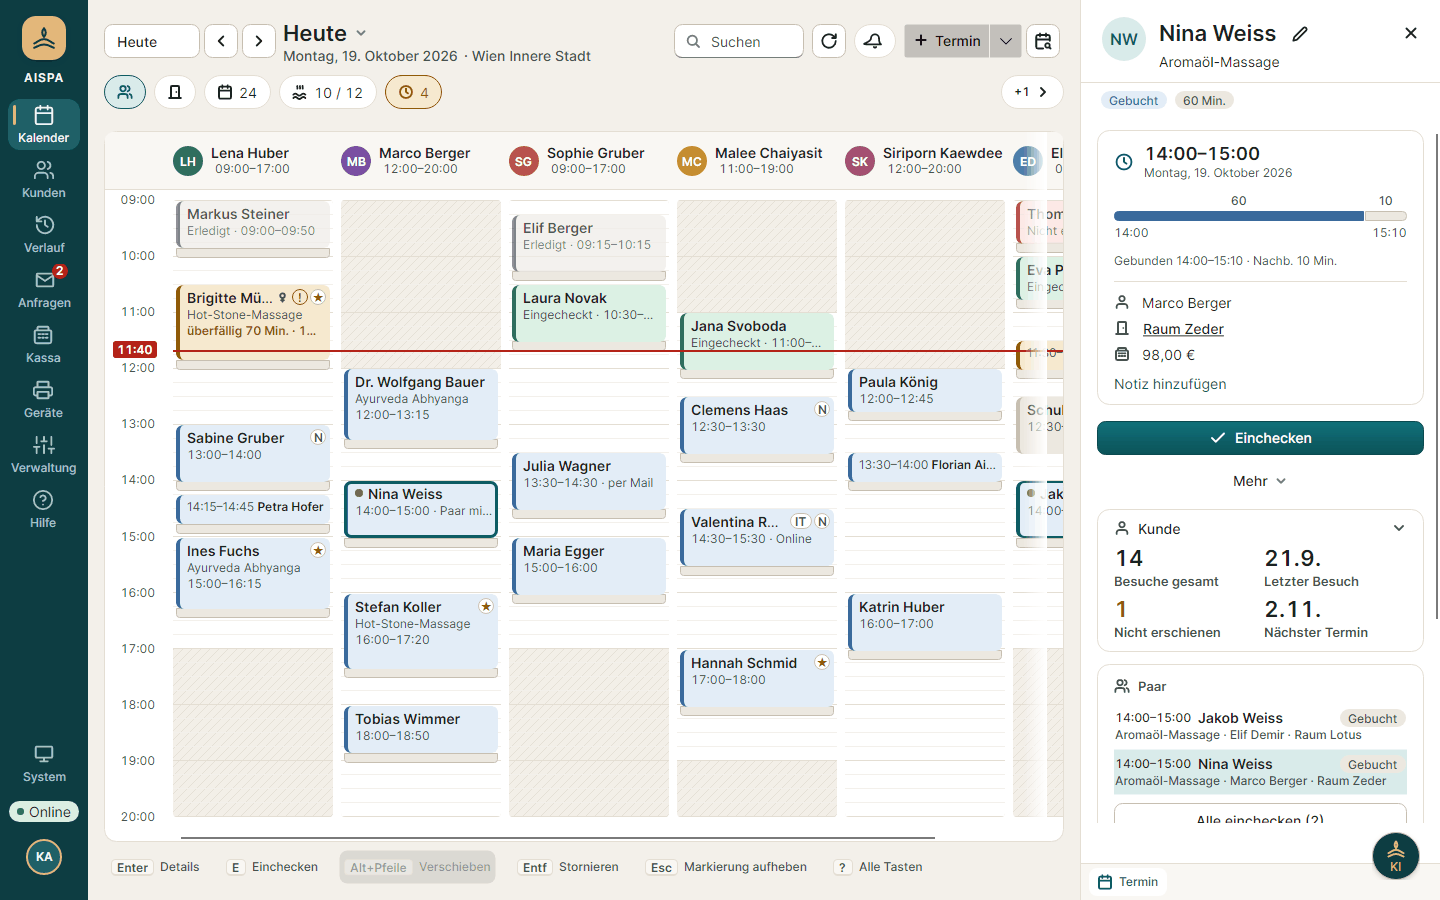 AISPA
Kalender
Kunden
Verlauf
2
Anfragen
Kassa
Geräte
Verwaltung
Hilfe
System
Online
KA
Heute
Heute
Montag, 19. Oktober 2026 · Wien Innere Stadt
Suchen
Termin
24
10 / 12
4
+1
LH
Lena Huber
09:00–17:00
MB
Marco Berger
12:00–20:00
SG
Sophie Gruber
09:00–17:00
MC
Malee Chaiyasit
11:00–19:00
SK
Siriporn Kaewdee
12:00–20:00
ED
09:00
10:00
11:00
11:40
12:00
13:00
14:00
15:00
16:00
17:00
18:00
19:00
20:00
Markus Steiner
Erledigt · 09:00–09:50
Brigitte Mü... !
Hot-Stone-Massage
überfällig 70 Min. · 1...
Sabine Gruber N
13:00–14:00
14:15–14:45 Petra Hofer
Ines Fuchs
Ayurveda Abhyanga
15:00–16:15
Dr. Wolfgang Bauer
Ayurveda Abhyanga
12:00–13:15
Nina Weiss
14:00–15:00 · Paar mi...
Stefan Koller
Hot-Stone-Massage
16:00–17:20
Tobias Wimmer
18:00–18:50
Elif Berger
Erledigt · 09:15–10:15
Laura Novak
Eingecheckt · 10:30–...
Julia Wagner
13:30–14:30 · per Mail
Maria Egger
15:00–16:00
Jana Svoboda
Eingecheckt · 11:00–...
Clemens Haas N
12:30–13:30
Valentina R... IT N
14:30–15:30 · Online
Hannah Schmid
17:00–18:00
Paula König
12:00–12:45
13:30–14:00 Florian Ai...
Katrin Huber
16:00–17:00
Eva P
Enter Details
E Einchecken
Alt+Pfeile Verschieben
Entf Stornieren
Esc Markierung aufheben
? Alle Tasten
NW
Nina Weiss
Aromaöl-Massage
Gebucht
60 Min.
14:00–15:00
Montag, 19. Oktober 2026
60 10
14:00 15:10
Gebunden 14:00–15:10 · Nachb. 10 Min.
Marco Berger
Raum Zeder
98,00 €
Notiz hinzufügen
Einchecken
Mehr
Kunde
14 21.9.
Besuche gesamt Letzter Besuch
1 2.11.
Nicht erschienen Nächster Termin
Paar
14:00–15:00 Jakob Weiss Gebucht
Aromaöl-Massage · Elif Demir · Raum Lotus
14:00–15:00 Nina Weiss Gebucht
Aromaöl-Massage · Marco Berger · Raum Zeder
Alle einchecken (2)
KI
Termin